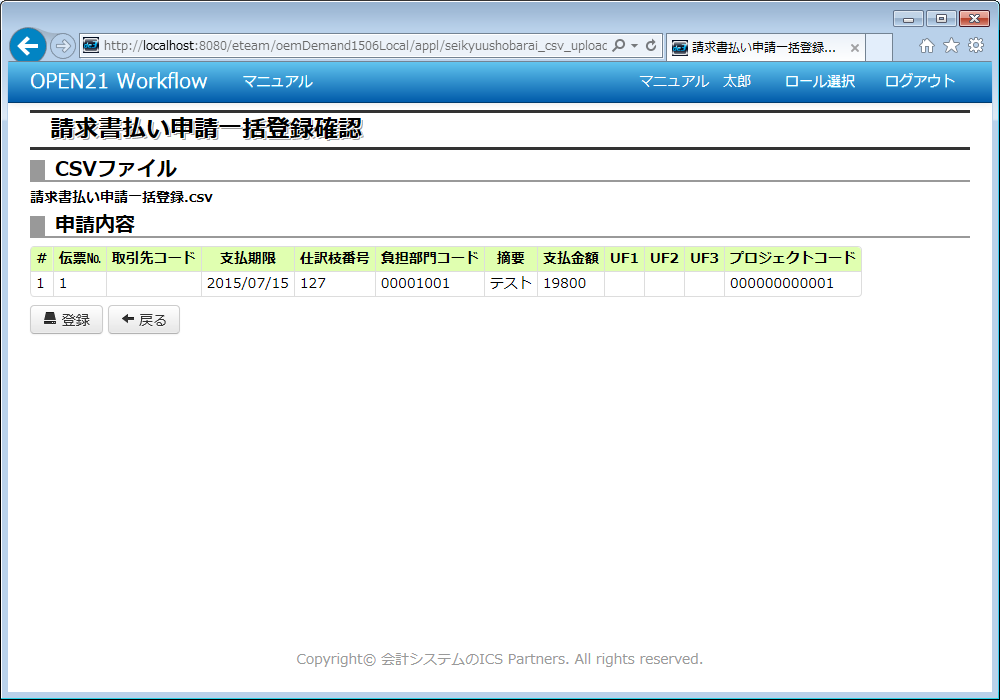 http://localhost:8080/eteam/oemDemand1506Local/appl/seikyuushobarai_csv_uploac
請求書払い申請一括登録...
OPEN21 Workflow マニュアル マニュアル 太郎 ロール選択 ログアウト
請求書払い申請一括登録確認
CSVファイル
請求書払い申請一括登録.csv
申請内容
# 伝票№ 取引先コード 支払期限 仕訳枝番号 負担部門コード 摘要 支払金額 UF1 UF2 UF3 プロジェクトコード
1 1 2015/07/15 127 00001001 テスト 19800 000000000001
登録 戻る
Copyright© 会計システムのICS Partners. All rights reserved.